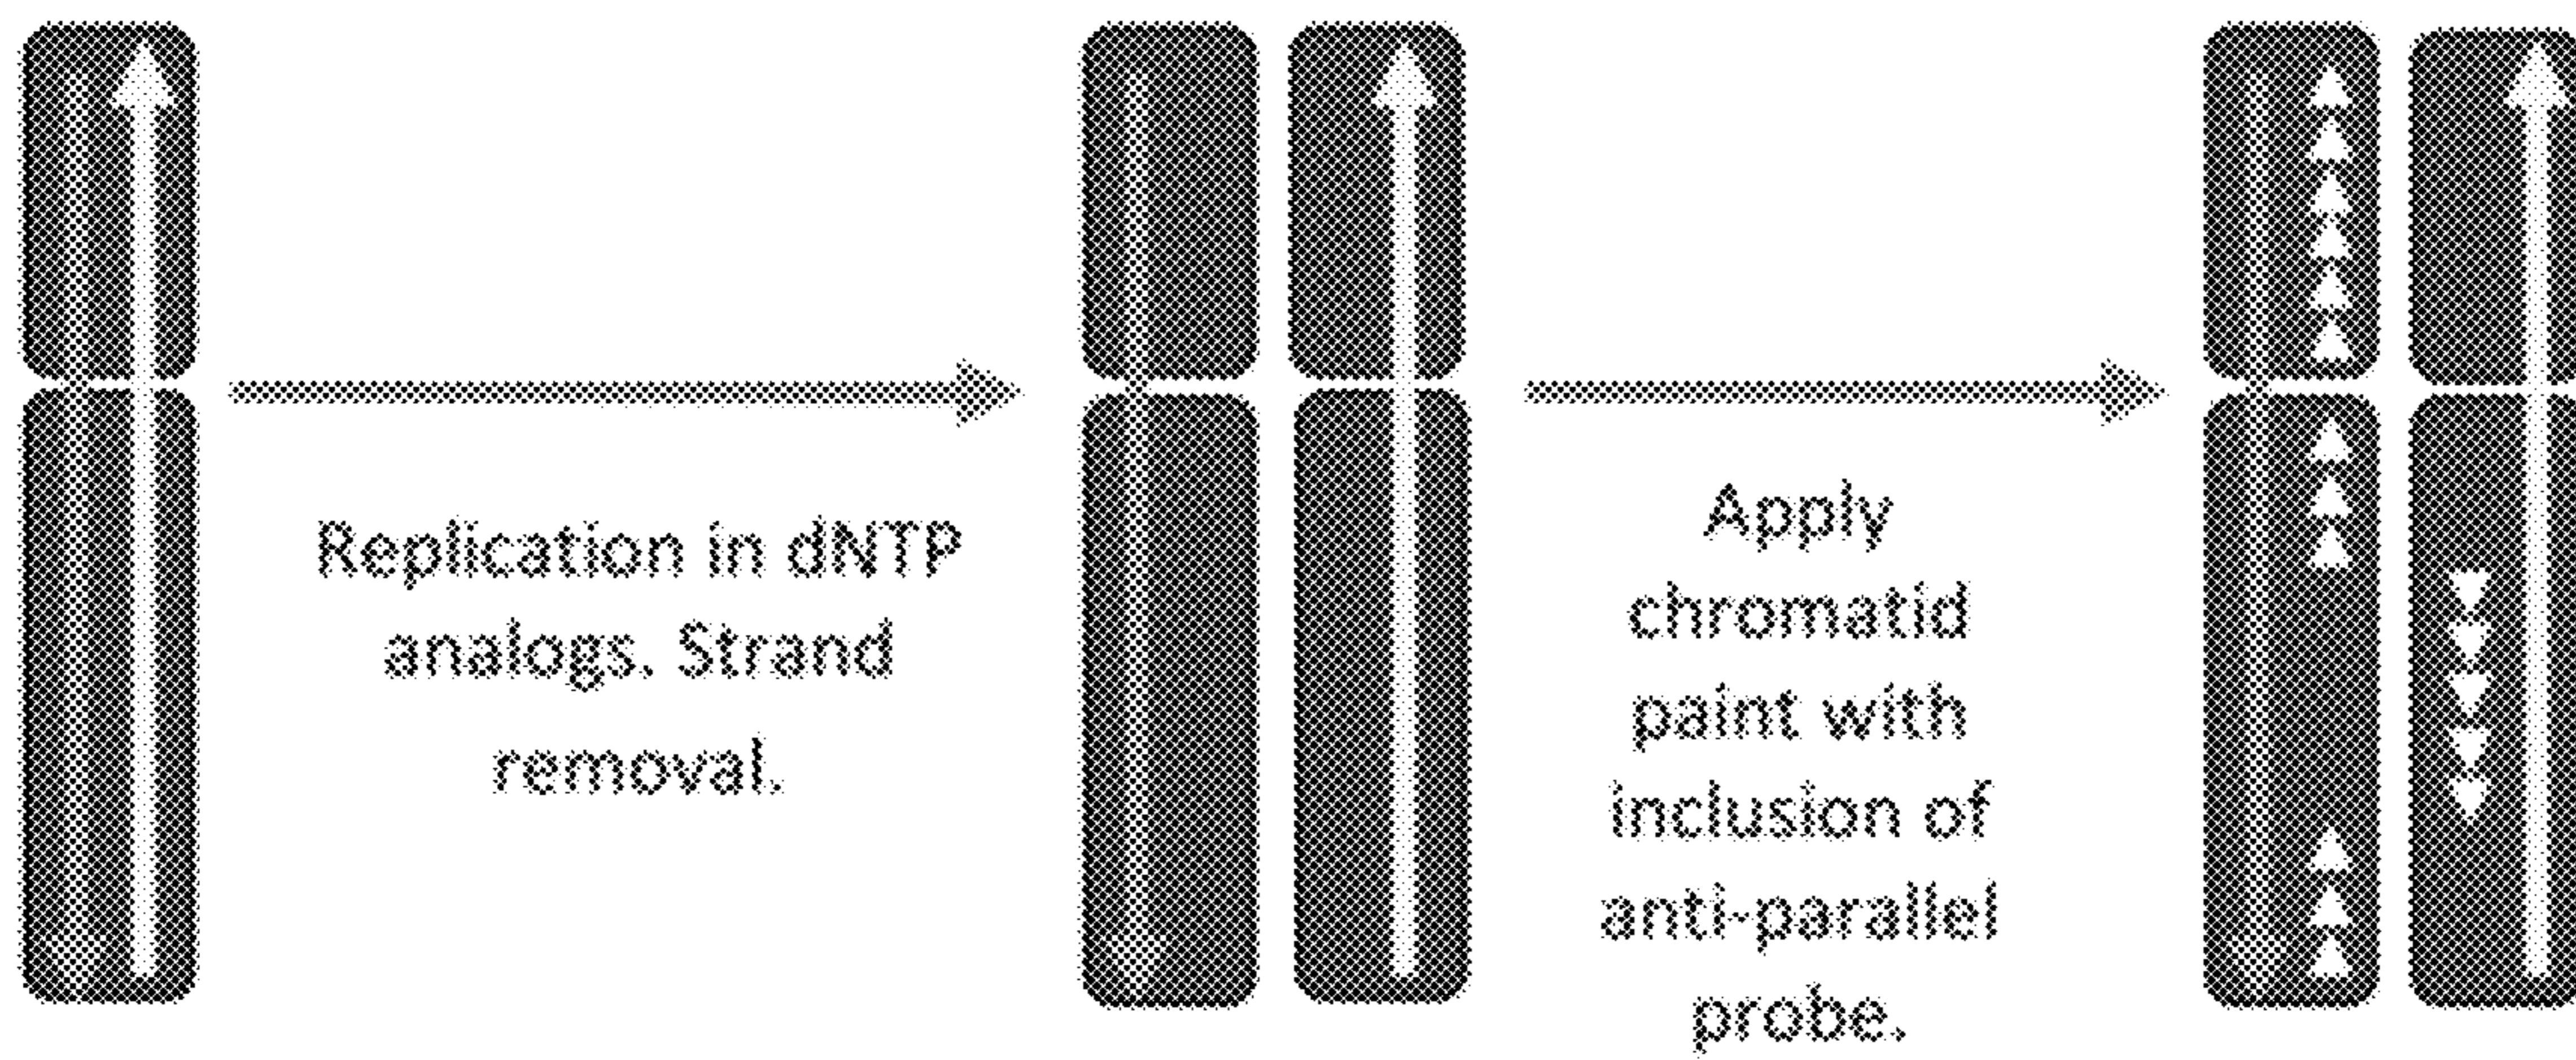 Replication in dNTP
analogs. Strand
removal.
Apply
chromatid
paint with
inclusion of
anti-parallel
probe.